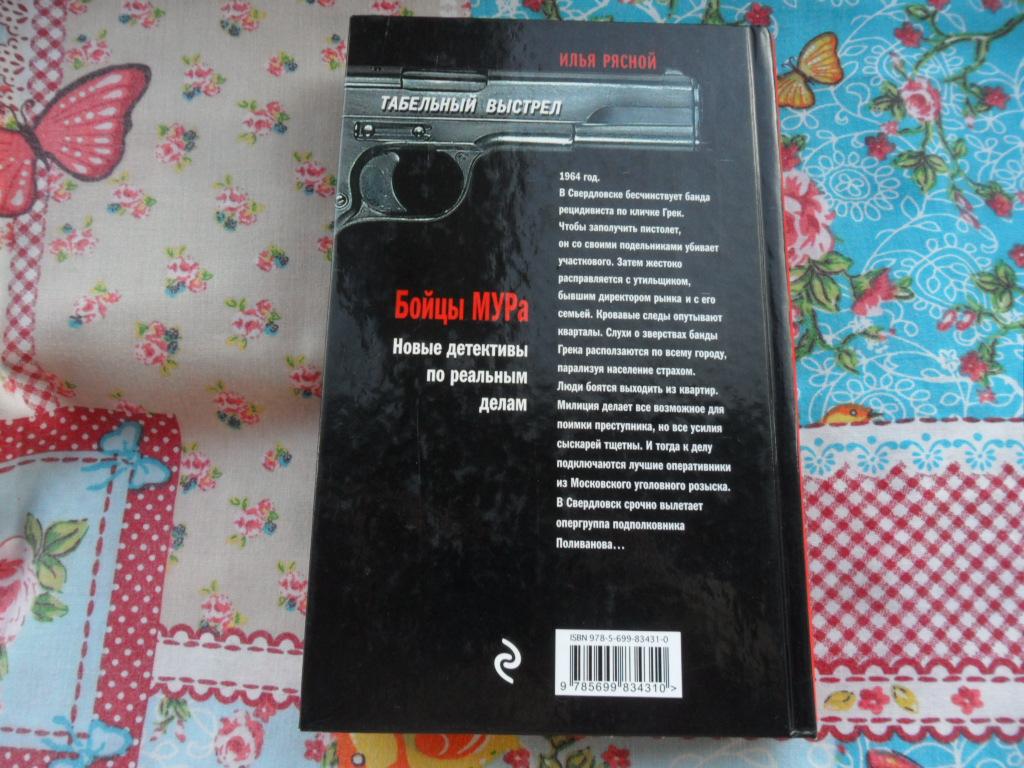 ИЛЬЯ РЯСНОЙ
ТАБЕЛЬНЫЙ ВЫСТРЕЛ
1964 год.
В Свердловске бесчинствует банда
рецидивиста по кличке Грек.
Чтобы заполучить пистолет,
он со своими подельниками убивает
участкового. Затем жестоко
расправляется с утильщиком,
бывшим директором рынка и с его
семьей. Кровавые следы опутывают
кварталы. Слухи о зверствах банды
Грека расползаются по всему городу,
парализуя население страхом.
Люди боятся выходить из квартир.
Милиция делает все возможное для
поимки преступника, но все усилия
сыскарей тщетны. И тогда к делу
подключаются лучшие оперативники
из Московского уголовного розыска.
В Свердловск срочно вылетает
опергруппа подполковника
Поливанова...
Бойцы МУРа
Новые детективы
по реальным
делам
ISBN 978-5-699-83431-0
9 785699 834310 >